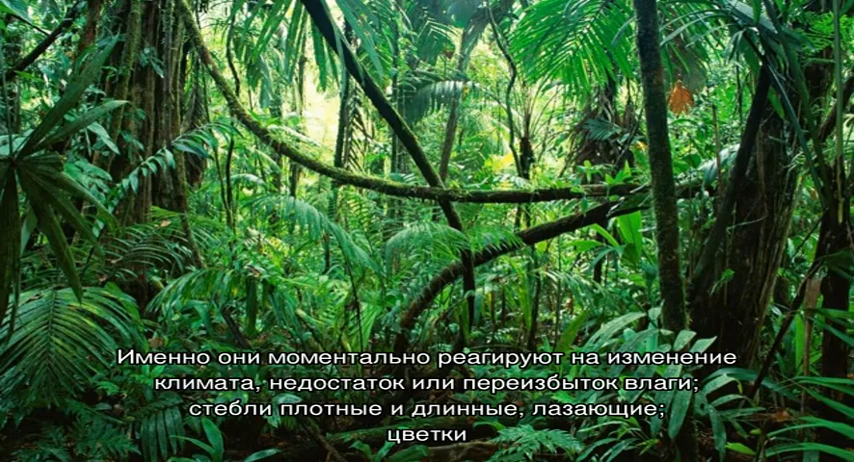 Именно они моментально реагируют на изменение
климата, недостаток или переизбыток влаги;
стебли плотные и длинные, лазающие;
цветки